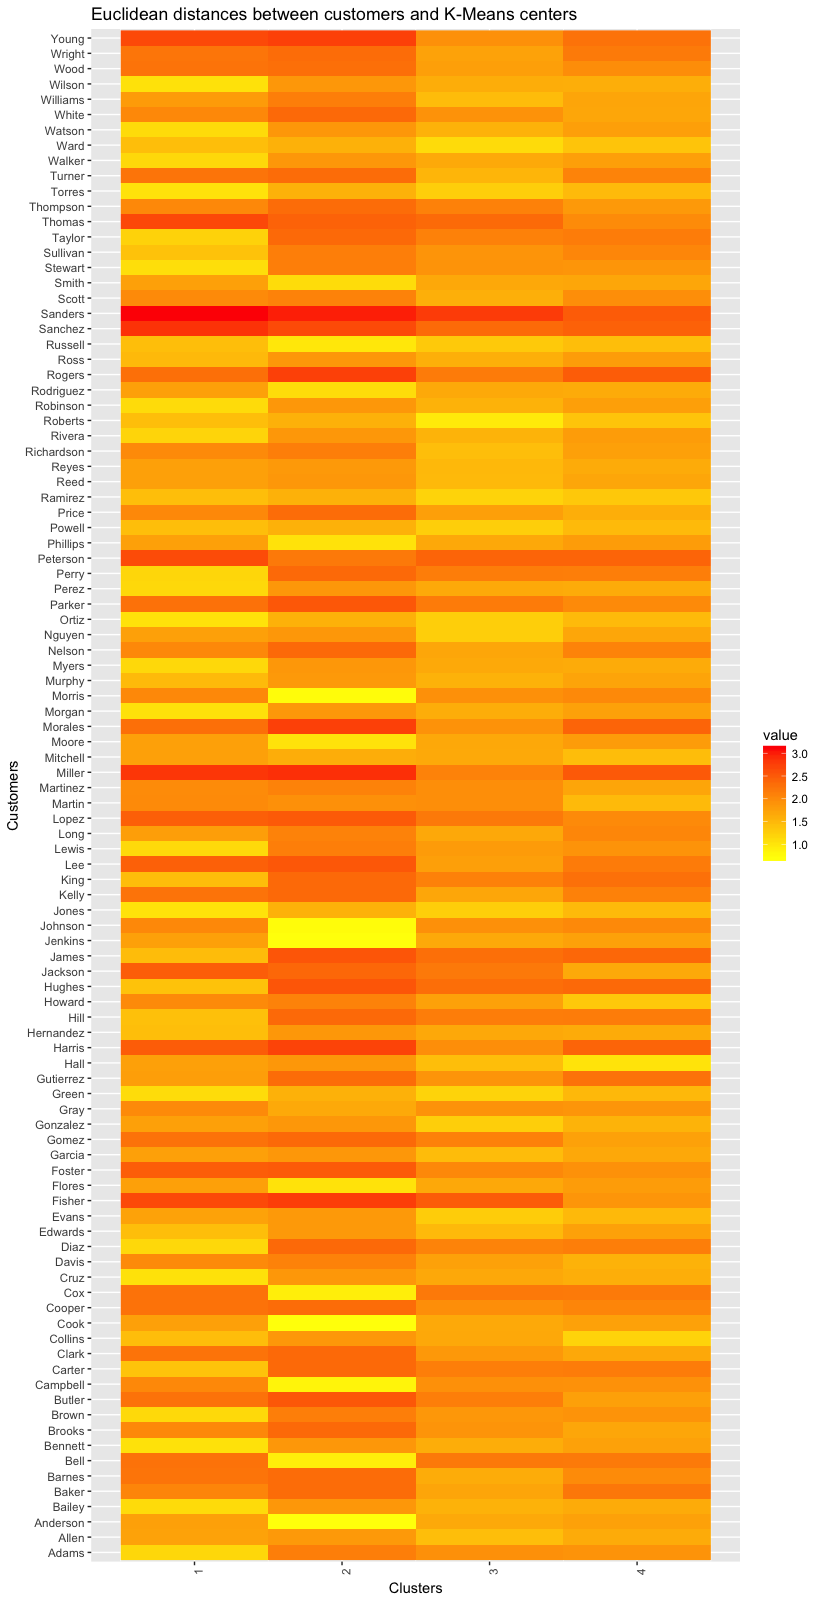 Euclidean distances between customers and K-Means centers
Young
Wright
Wood
Wilson
Williams
White
Watson
Ward
Walker
Turner
Torres
Thompson
Thomas
Taylor
Sullivan
Stewart
Smith
Scott
Sanders
Sanchez
Russell
Ross
Rogers
Rodriguez
Robinson
Roberts
Rivera
Richardson
Reyes
Reed
Ramirez
Price
Powell
Phillips
Peterson
Perry
Perez
Parker
Ortiz
Nguyen
Nelson
Myers
Murphy
Morris
Morgan
Morales
Moore
Mitchell
Miller
Martinez
Martin
Lopez
Long
Lewis
Lee
King
Kelly
Jones
Johnson
Jenkins
James
Jackson
Hughes
Howard
Hill
Hernandez
Harris
Hall
Gutierrez
Green
Gray
Gonzalez
Gomez
Garcia
Foster
Flores
Fisher
Evans
Edwards
Diaz
Davis
Cruz
Cox
Cooper
Cook
Collins
Clark
Carter
Campbell
Butler
Brown
Brooks
Bennett
Bell
Barnes
Baker
Bailey
Anderson
Allen
Adams
Customers
1 2 3 4
Clusters
value
3.0
2.5
2.0
1.5
1.0